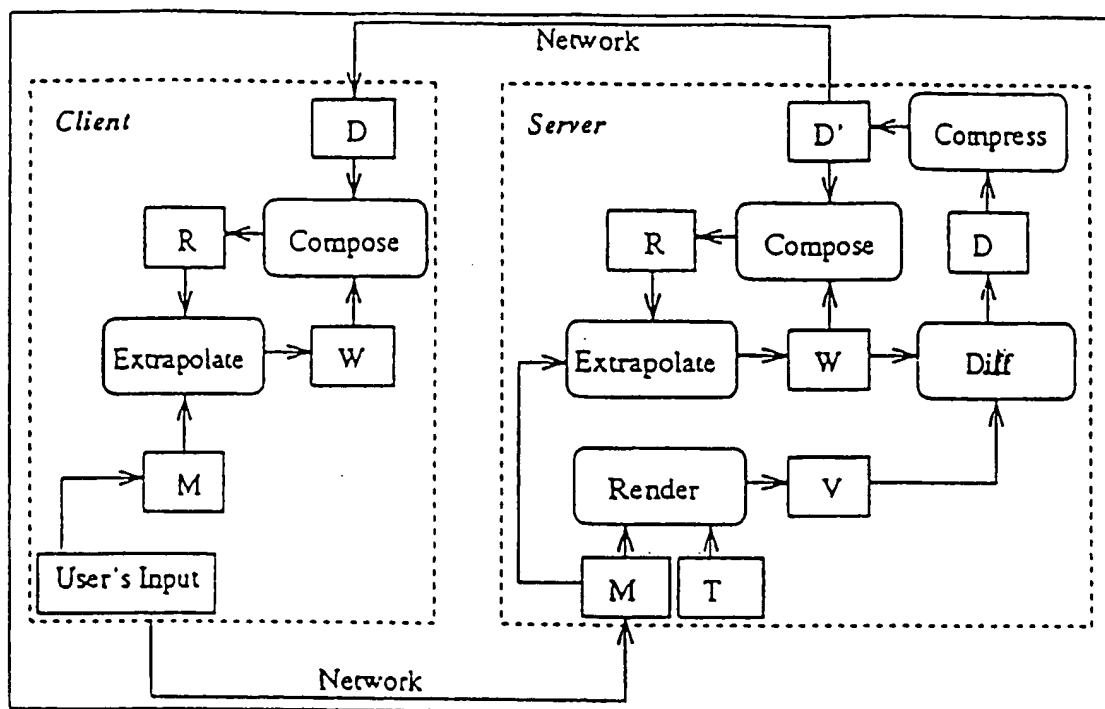 Network
Client
D
R
Compose
Extrapolate
W
M
User's Input
Server
D'
Compress
R
Compose
D
Extrapolate
W
Diff
Render
V
M
T
Network